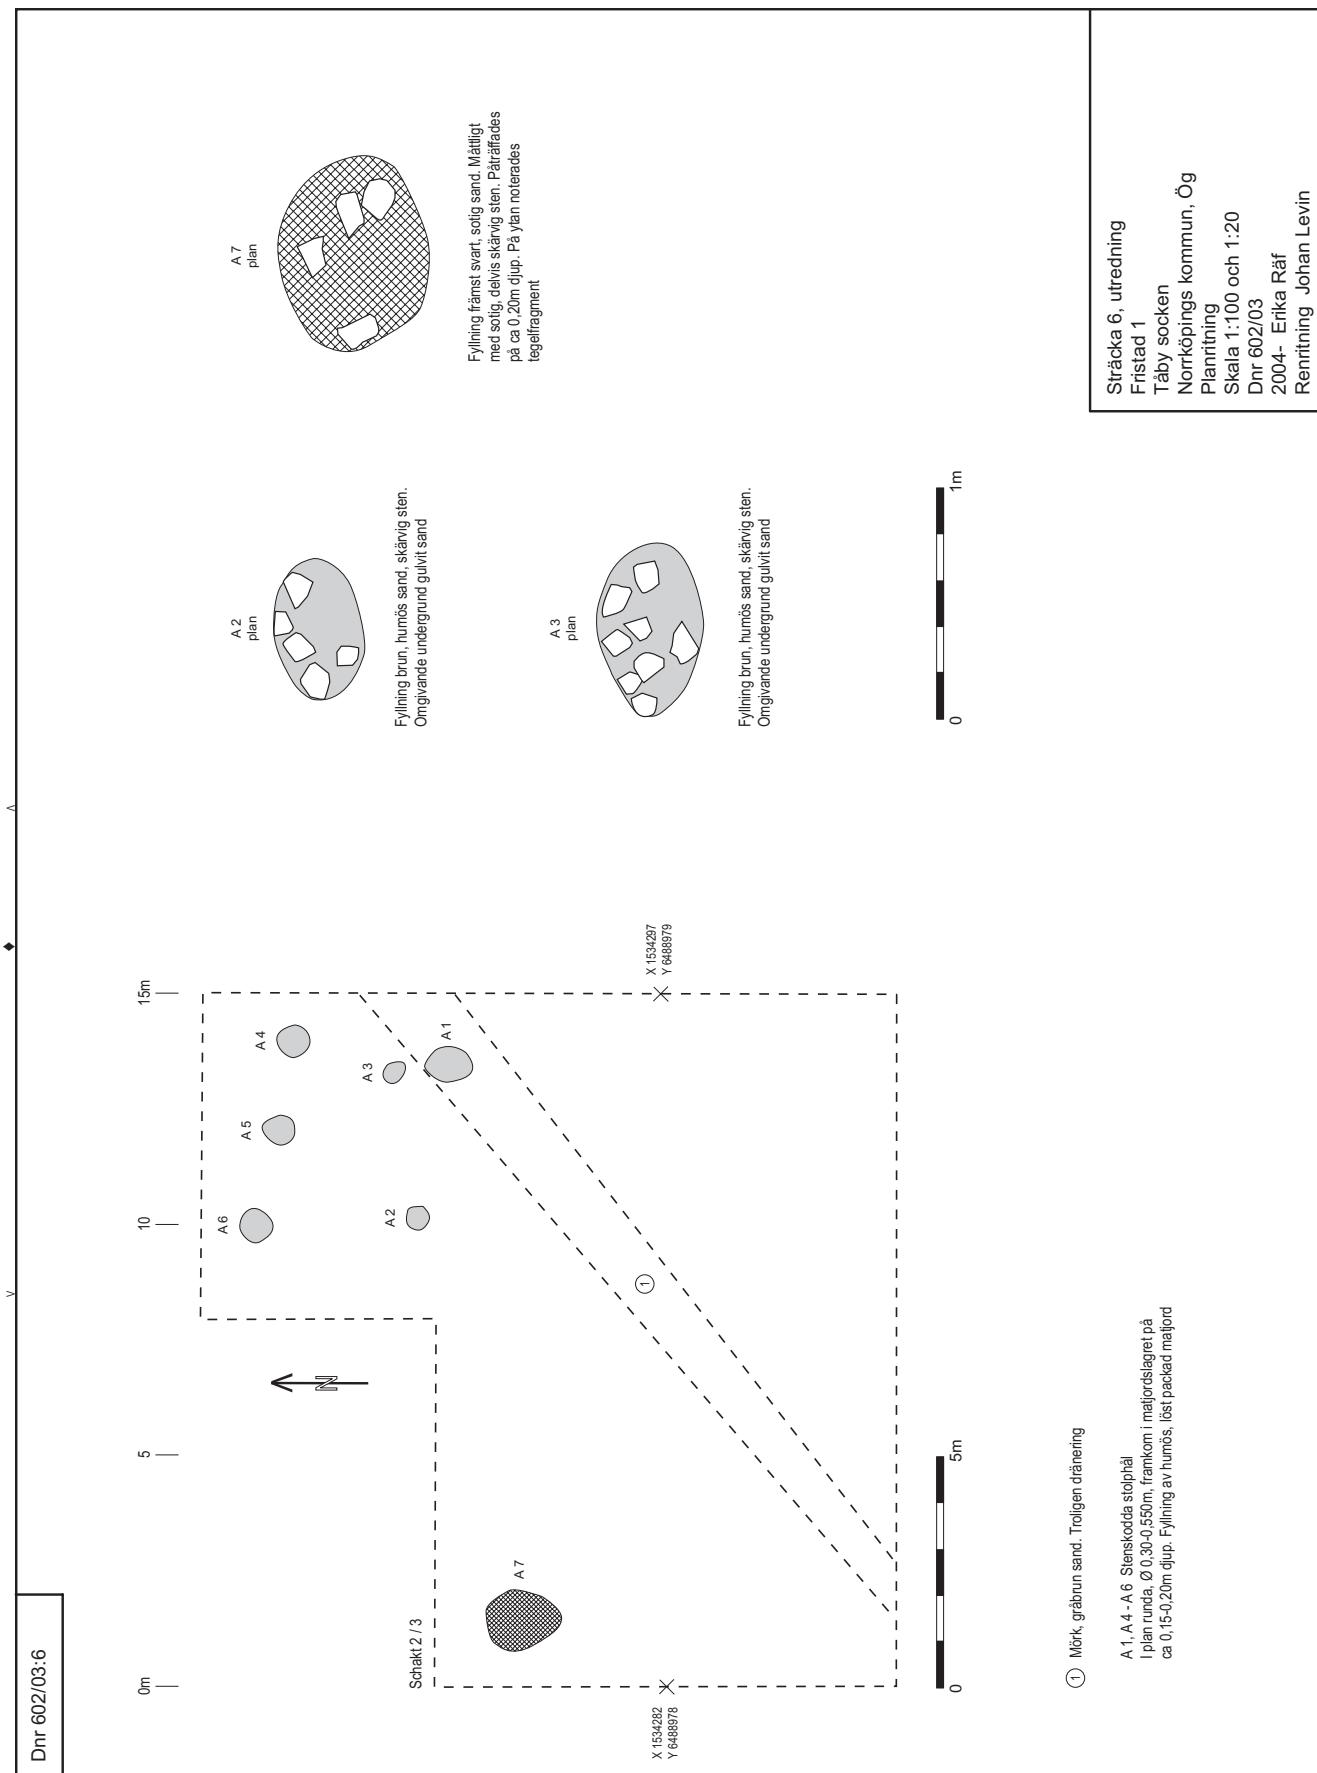 Dnr 602/03:6
0m
5
10
15m
Schakt 2 / 3
N
A 6
A 5
A 4
A 2
A 3
A 1
A 7
1
X 1534282
Y 6488978
X 1534297
Y 6488979
0
5m
1 Mörk, gråbrun sand. Troligen dränering
A 1, A 4 - A 6 Stenskodda stolphål
I plan runda, Ø 0,30-0,550m, framkom i matjordslagret på
ca 0,15-0,20m djup. Fyllning av humös, löst packad matjord
A 2
plan
Fyllning brun, humös sand, skärvig sten.
Omgivande undergrund gulvit sand
A 3
plan
Fyllning brun, humös sand, skärvig sten.
Omgivande undergrund gulvit sand
0
1m
A 7
plan
Fyllning främst svart, sotig sand. Måttligt
med sotig, delvis skärvig sten. Påträffades
på ca 0,20m djup. På ytan noterades
tegelfragment
Sträcka 6, utredning
Fristad 1
Tåby socken
Norrköpings kommun, Ög
Planritning
Skala 1:100 och 1:20
Dnr 602/03
2004- Erika Räf
Renritning Johan Levin